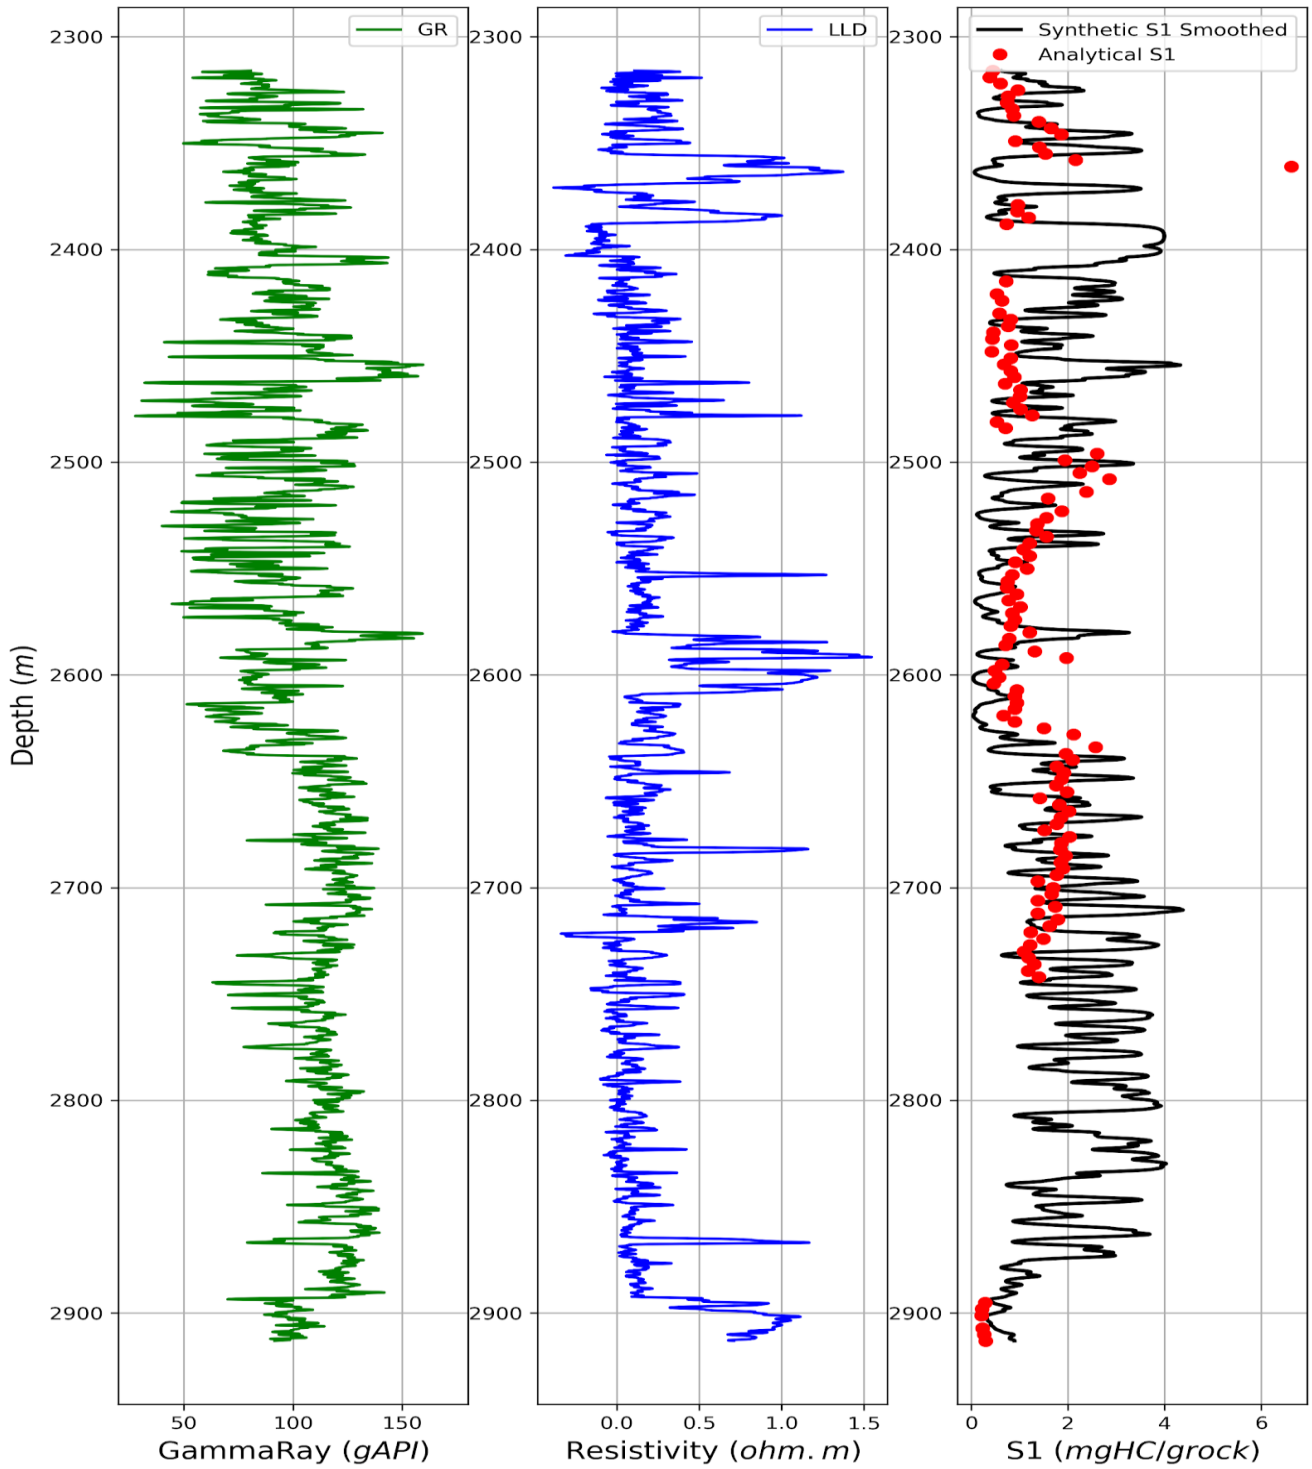 GR
LLD
Synthetic S1 Smoothed
Analytical S1
2300
2400
2500
2600
2700
2800
2900
2300
2400
2500
2600
2700
2800
2900
2300
2400
2500
2600
2700
2800
2900
Depth (m)
50 100 150
0.0 0.5 1.0 1.5
0 2 4 6
GammaRay (gAPI)
Resistivity (ohm. m)
S1 (mgHC/grock)